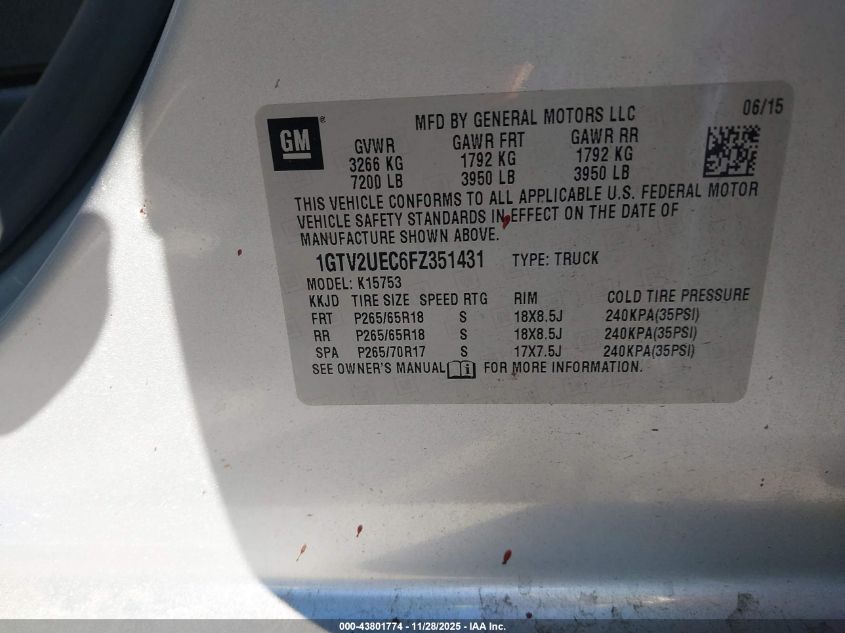 GM®
MFD BY GENERAL MOTORS LLC 06/15
GVWR GAWR FRT GAWR RR
3266 KG 1792 KG 1792 KG
7200 LB 3950 LB 3950 LB
THIS VEHICLE CONFORMS TO ALL APPLICABLE U.S. FEDERAL MOTOR
VEHICLE SAFETY STANDARDS IN EFFECT ON THE DATE OF
MANUFACTURE SHOWN ABOVE.
1GTV2UEC6FZ351431 TYPE: TRUCK
MODEL: K15753
KKJD TIRE SIZE SPEED RTG RIM COLD TIRE PRESSURE
FRT P265/65R18 S 18X8.5J 240KPA(35PSI)
RR P265/65R18 S 18X8.5J 240KPA(35PSI)
SPA P265/70R17 S 17X7.5J 240KPA(35PSI)
SEE OWNER'S MANUAL FOR MORE INFORMATION.
000-43801774 - 11/28/2025 - IAA Inc.